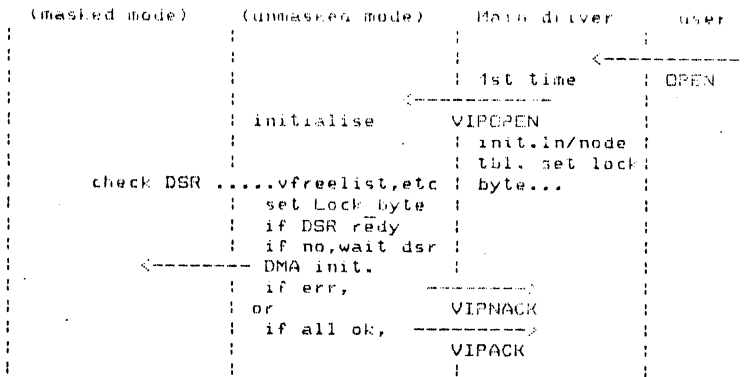 (masked mode) (unmasked mode) Main driver user
<-----------
1st time OPEN
<-----------
initialise VIPOPEN
init.ln/node
tbl. set lock
check DSR .....vfreelist,etc byte...
set Lock byte
if DSR redy
if no,wait dsr
<------- DMA init.
if err, ----------->
or VIPNACK
if all ok, ----------->
VIPACK